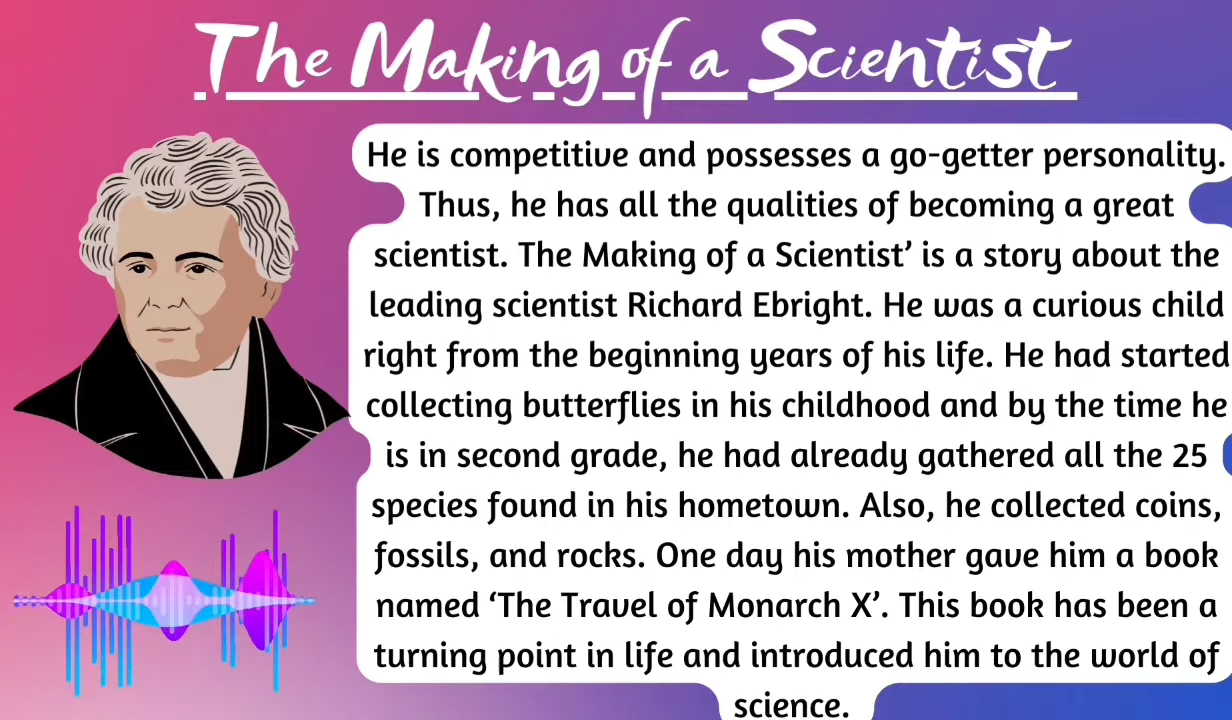 The Making of a Scientist
He is competitive and possesses a go-getter personality.
Thus, he has all the qualities of becoming a great
scientist. The Making of a Scientist’ is a story about the
leading scientist Richard Ebright. He was a curious child
right from the beginning years of his life. He had started
collecting butterflies in his childhood and by the time he
is in second grade, he had already gathered all the 25
species found in his hometown. Also, he collected coins,
fossils, and rocks. One day his mother gave him a book
named ‘The Travel of Monarch X’. This book has been a
turning point in life and introduced him to the world of
science.